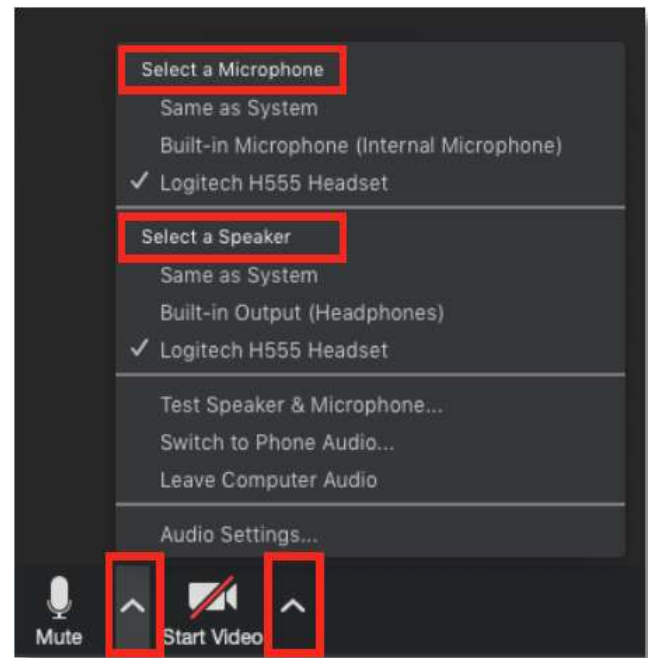 Select a Microphone
Same as System
Built-in Microphone (Internal Microphone)
✓ Logitech H555 Headset
Select a Speaker
Same as System
Built-in Output (Headphones)
✓ Logitech H555 Headset
Test Speaker & Microphone...
Switch to Phone Audio...
Leave Computer Audio
Audio Settings...
Mute
Start Video